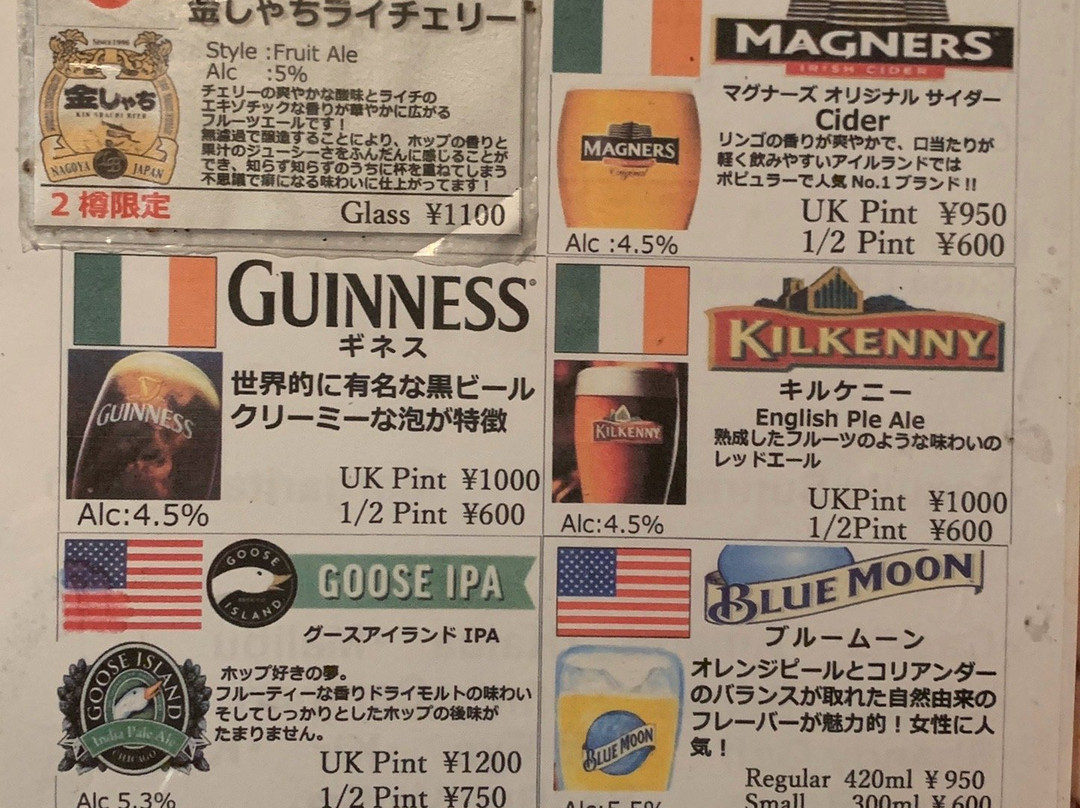 金しゃちライチェリー
Style :Fruit Ale
Alc :5%
SINCE 1996
金しゃち
KIN SHACHI BEER
NAGOYA JAPAN
チェリーの爽やかな酸味とライチの
エキゾチックな香りが華やかに広がる
フルーツエールです！
無濾過で醸造することにより、ホップの香りと
果汁のジューシーさをふんだんに感じることが
でき、知らず知らずのうちに杯を重ねてしまう
不思議で癖になる味わいに仕上がってます！
2 樽限定
Glass ¥1100
MAGNERS
IRISH CIDER
マグナーズ オリジナル サイダー
Cider
MAGNERS
Original
リンゴの香りが爽やかで、口当たりが
軽く飲みやすいアイルランドでは
ポピュラーで人気 No.1 ブランド!!
UK Pint ¥950
Alc :4.5%
1/2 Pint ¥600
GUINNESS
ギネス
GUINNESS
世界的に有名な黒ビール
クリーミーな泡が特徴
UK Pint ¥1000
Alc:4.5%
1/2 Pint ¥600
KILKENNY
キルケニー
English Ple Ale
KILKENNY
熟成したフルーツのような味わいの
レッドエール
UKPint ¥1000
Alc:4.5%
1/2Pint ¥600
GOOSE
ISLAND
GOOSE IPA
グースアイランド IPA
GOOSE ISLAND
India Pale Ale
CHICAGO
ホップ好きの夢。
フルーティーな香りドライモルトの味わい
そしてしっかりとしたホップの後味が
たまりません。
UK Pint ¥1200
Alc 5.3%
1/2 Pint ¥750
BLUE MOON
ブルームーン
BLUE MOON
オレンジピールとコリアンダー
のバランスが取れた自然由来の
フレーバーが魅力的！女性に人
気！
Regular 420ml ¥ 950
Alc:5.5%
Small 300ml ¥ 600